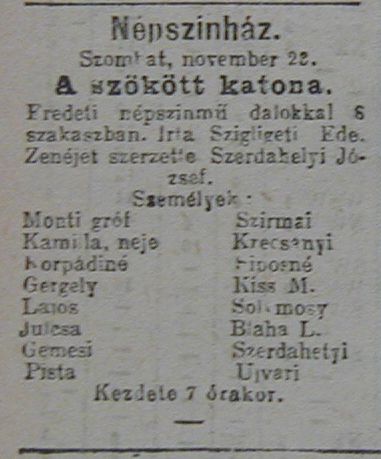 Népszinház.
Szombat, november 22.
A szökött katona.
Eredeti népszinmű dalokkal 3
szakaszban. Irta Szigligeti Ede.
Zenéjét szerzette Szerdahelyi Jó-
zsef.
Személyek:
Monti gróf Szirmai
Kamilla, neje Krecsányi
Korpádiné
Gergely Kiss M.
Lajos Solymosy
Julcsa Blaha L.
Gemesi Szerdahelyi
Pista Ujvári
Kezdete 7 órakor.